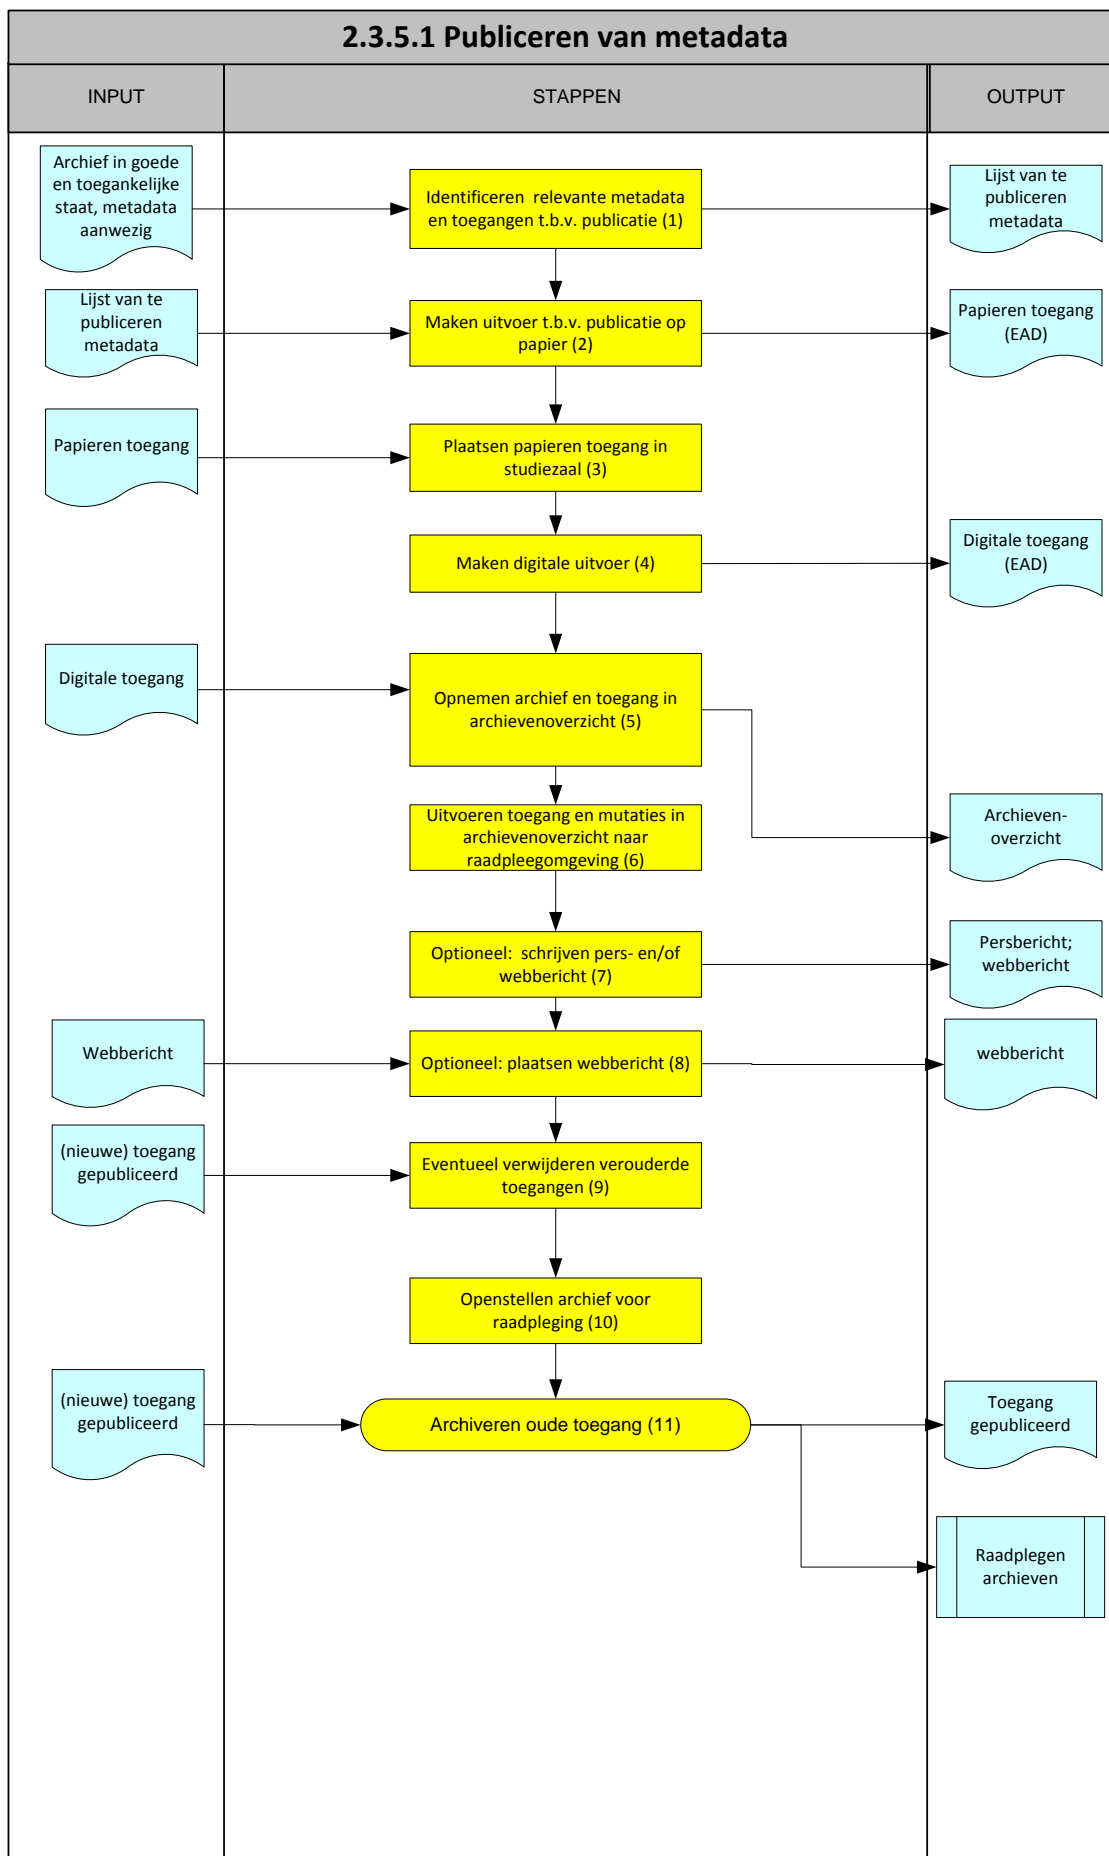 2.3.5.1 Publiceren van metadata
INPUT
STAPPEN
OUTPUT
Archief in goede
en toegankelijke
staat, metadata
aanwezig
Identificeren relevante metadata
en toegangen t.b.v. publicatie (1)
Lijst van te
publiceren
metadata
Lijst van te
publiceren
metadata
Maken uitvoer t.b.v. publicatie op
papier (2)
Papieren toegang
(EAD)
Papieren toegang
Plaatsen papieren toegang in
studiezaal (3)
Maken digitale uitvoer (4)
Digitale toegang
(EAD)
Digitale toegang
Opnemen archief en toegang in
archievenoverzicht (5)
Uitvoeren toegang en mutaties in
archievenoverzicht naar
raadpleegomgeving (6)
Archieven-
overzicht
Optioneel: schrijven pers- en/of
webbericht (7)
Persbericht;
webbericht
Webbericht
Optioneel: plaatsen webbericht (8)
webbericht
(nieuwe) toegang
gepubliceerd
Eventueel verwijderen verouderde
toegangen (9)
Openstellen archief voor
raadpleging (10)
(nieuwe) toegang
gepubliceerd
Archiveren oude toegang (11)
Toegang
gepubliceerd
Raadplegen
archieven